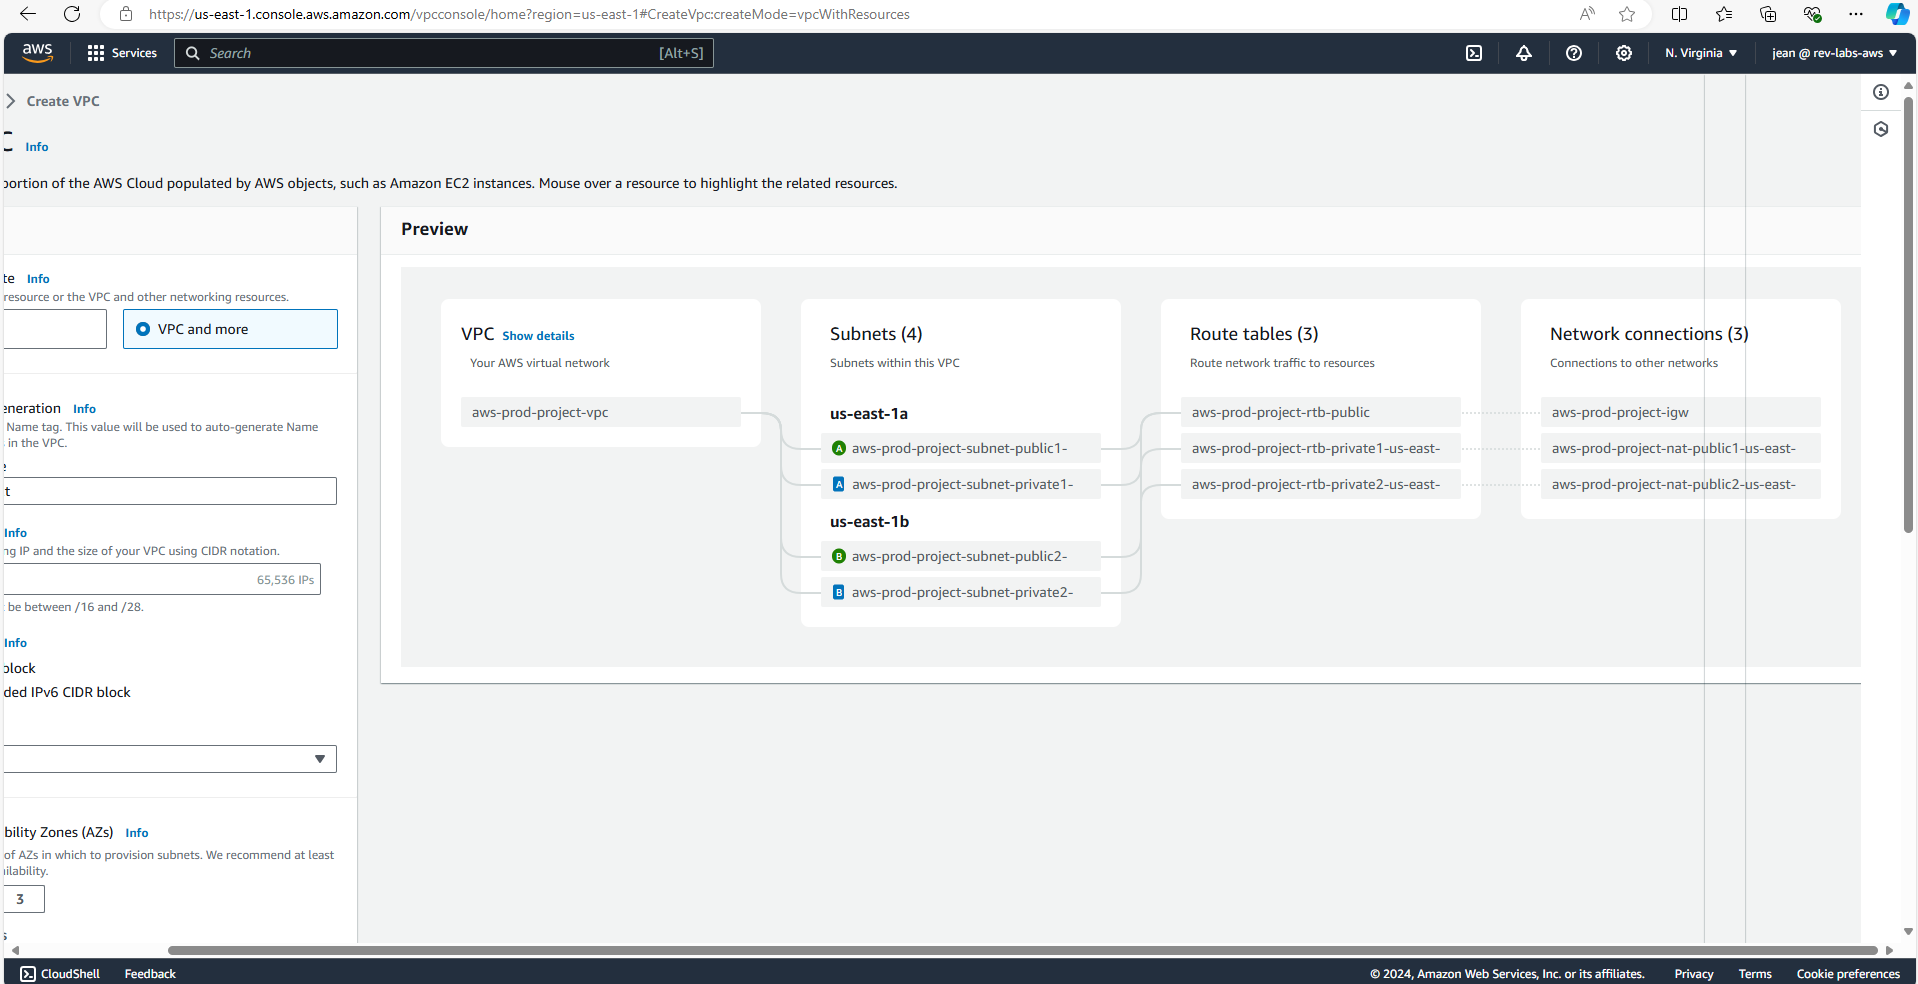 https://us-east-1.console.aws.amazon.com/vpcconsole/home?region=us-east-1#CreateVpc:createMode=vpcWithResources
aws
Services
Search
[Alt+S]
N. Virginia
jean @ rev-labs-aws
Create VPC
Info
portion of the AWS Cloud populated by AWS objects, such as Amazon EC2 instances. Mouse over a resource to highlight the related resources.
te Info
resource or the VPC and other networking resources.
VPC and more
eneration Info
Name tag. This value will be used to auto-generate Name
s in the VPC.
e
t
Info
ng IP and the size of your VPC using CIDR notation.
65,536 IPs
be between /16 and /28.
Info
block
ded IPv6 CIDR block
bility Zones (AZs) Info
of AZs in which to provision subnets. We recommend at least
ilability.
3
s
Preview
VPC Show details
Your AWS virtual network
aws-prod-project-vpc
Subnets (4)
Subnets within this VPC
us-east-1a
A aws-prod-project-subnet-public1-
A aws-prod-project-subnet-private1-
us-east-1b
B aws-prod-project-subnet-public2-
B aws-prod-project-subnet-private2-
Route tables (3)
Route network traffic to resources
aws-prod-project-rtb-public
aws-prod-project-rtb-private1-us-east-
aws-prod-project-rtb-private2-us-east-
Network connections (3)
Connections to other networks
aws-prod-project-igw
aws-prod-project-nat-public1-us-east-
aws-prod-project-nat-public2-us-east-
CloudShell
Feedback
© 2024, Amazon Web Services, Inc. or its affiliates.
Privacy
Terms
Cookie preferences